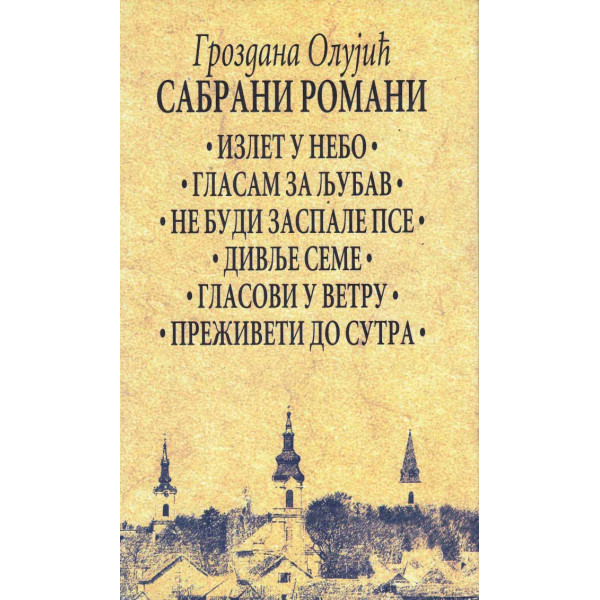 Гроздана Олујић
САБРАНИ РОМАНИ
• ИЗЛЕТ У НЕБО •
• ГЛАСАМ ЗА ЉУБАВ •
• НЕ БУДИ ЗАСПАЛЕ ПСЕ •
• ДИВЉЕ СЕМЕ •
• ГЛАСОВИ У ВЕТРУ •
• ПРЕЖИВЕТИ ДО СУТРА •